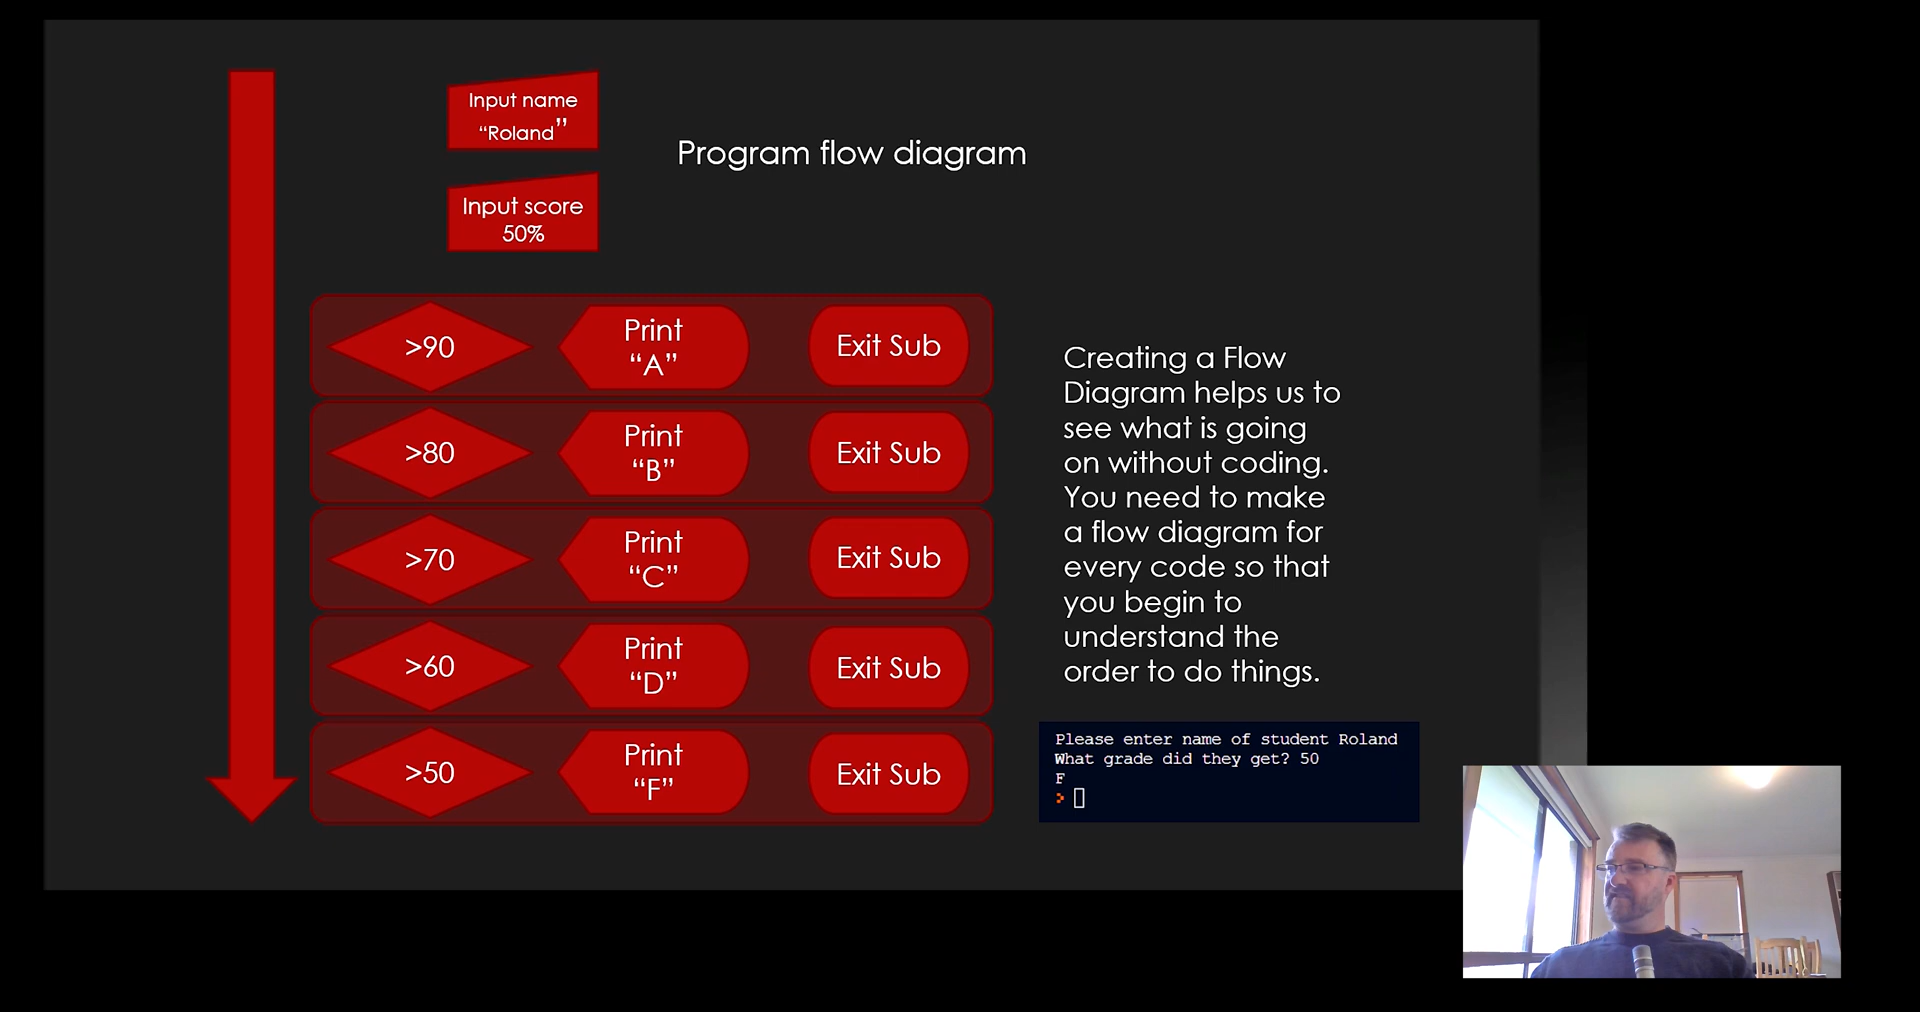 Input name
“Roland”
Program flow diagram
Input score
50%
>90
Print
“A”
Exit Sub
>80
Print
“B”
Exit Sub
>70
Print
“C”
Exit Sub
>60
Print
“D”
Exit Sub
>50
Print
“F”
Exit Sub
Creating a Flow
Diagram helps us to
see what is going
on without coding.
You need to make
a flow diagram for
every code so that
you begin to
understand the
order to do things.
Please enter name of student Roland
What grade did they get? 50
F
>